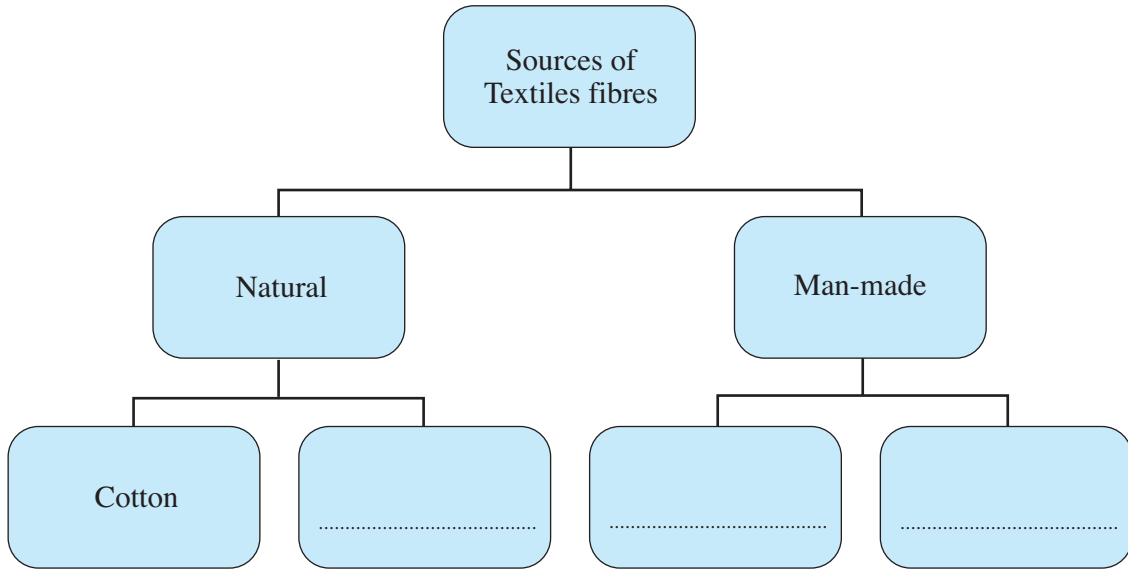 Sources of
Textiles fibres
Natural
Man-made
Cotton